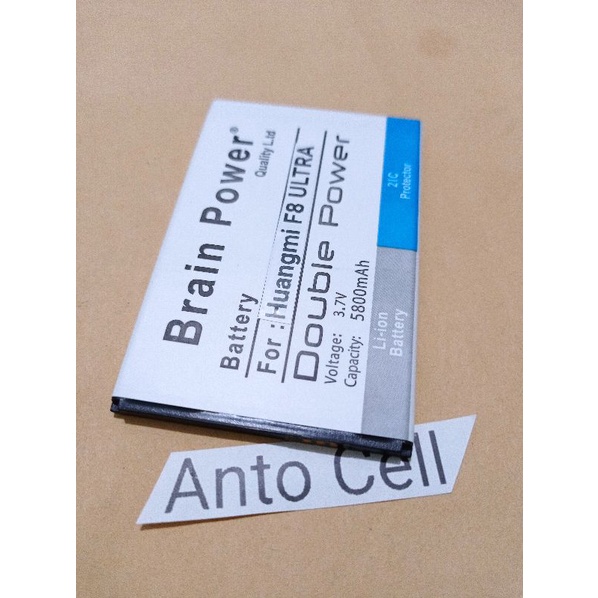 Brain Power®
Quality L.td
Battery
For : Huangmi F8 ULTRA
Double Power
Voltage: 3.7V
Capacity: 5800mAh
2IC
Protector
Li-ion
Battery
Anto Cell